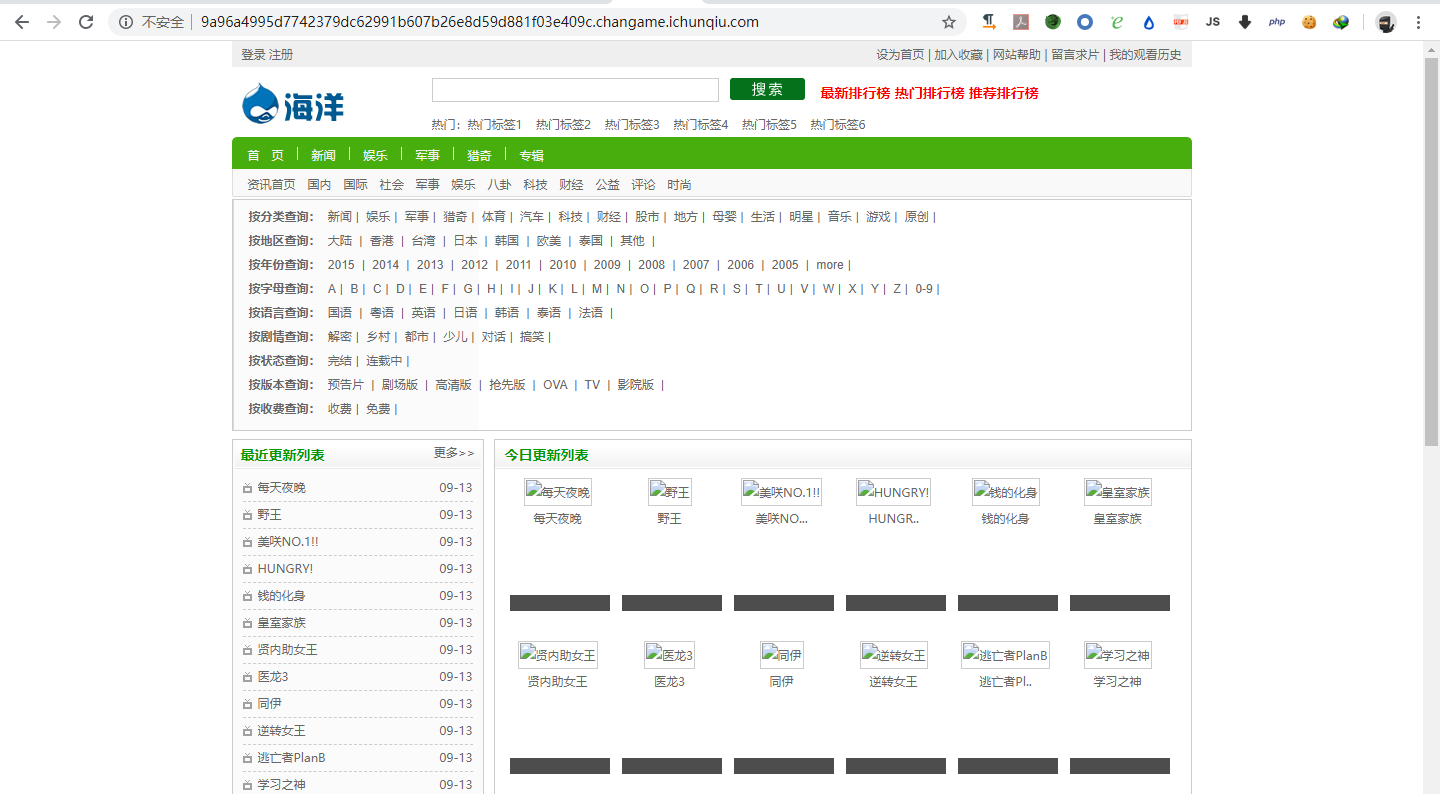 不安全 | 9a96a4995d7742379dc62991b607b26e8d59d881f03e409c.changame.ichunqiu.com
JS php
登录 注册 设为首页 | 加入收藏 | 网站帮助 | 留言求片 | 我的观看历史
海洋 搜索 最新排行榜 热门排行榜 推荐排行榜
热门: 热门标签1 热门标签2 热门标签3 热门标签4 热门标签5 热门标签6
首 页 新闻 娱乐 军事 猎奇 专辑
资讯首页 国内 国际 社会 军事 娱乐 八卦 科技 财经 公益 评论 时尚
按分类查询: 新闻 | 娱乐 | 军事 | 猎奇 | 体育 | 汽车 | 科技 | 财经 | 股市 | 地方 | 母婴 | 生活 | 明星 | 音乐 | 游戏 | 原创 |
按地区查询: 大陆 | 香港 | 台湾 | 日本 | 韩国 | 欧美 | 泰国 | 其他 |
按年份查询: 2015 | 2014 | 2013 | 2012 | 2011 | 2010 | 2009 | 2008 | 2007 | 2006 | 2005 | more |
按字母查询: A | B | C | D | E | F | G | H | I | J | K | L | M | N | O | P | Q | R | S | T | U | V | W | X | Y | Z | 0-9 |
按语言查询: 国语 | 粤语 | 英语 | 日语 | 韩语 | 泰语 | 法语 |
按剧情查询: 解密 | 乡村 | 都市 | 少儿 | 对话 | 搞笑 |
按状态查询: 完结 | 连载中 |
按版本查询: 预告片 | 剧场版 | 高清版 | 抢先版 | OVA | TV | 影院版 |
按收费查询: 收费 | 免费 |
最近更新列表 更多>>
每天夜晚 09-13
野王 09-13
美咲NO.1!! 09-13
HUNGRY! 09-13
钱的化身 09-13
皇室家族 09-13
贤内助女王 09-13
医龙3 09-13
同伊 09-13
逆转女王 09-13
逃亡者PlanB 09-13
学习之神 09-13
今日更新列表
每天夜晚 野王 美咲NO.1!! HUNGRY! 钱的化身 皇室家族
每天夜晚 野王 美咲NO... HUNGR.. 钱的化身 皇室家族
贤内助女王 医龙3 同伊 逆转女王 逃亡者PlanB 学习之神
贤内助女王 医龙3 同伊 逆转女王 逃亡者Pl.. 学习之神